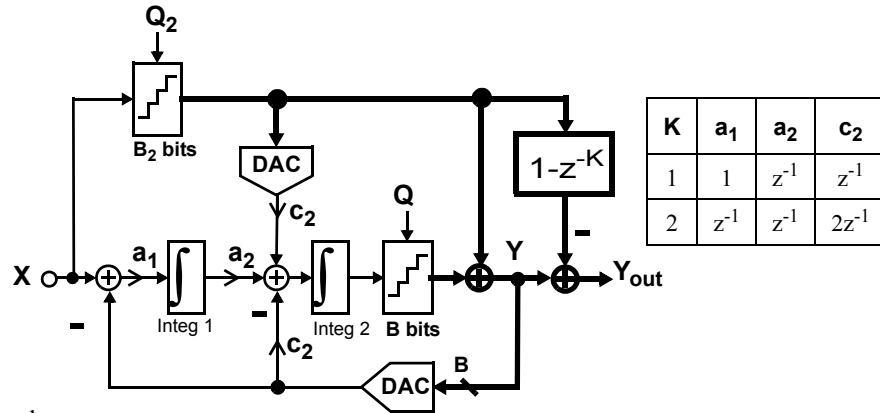 Q2
B2 bits
DAC
c2
1-z^-K
-
Q
X
a1
a2
Y
Yout
-
Integ 1
-
Integ 2
B bits
c2
B
DAC
K a1 a2 c2
1 1 z^-1 z^-1
2 z^-1 z^-1 2z^-1